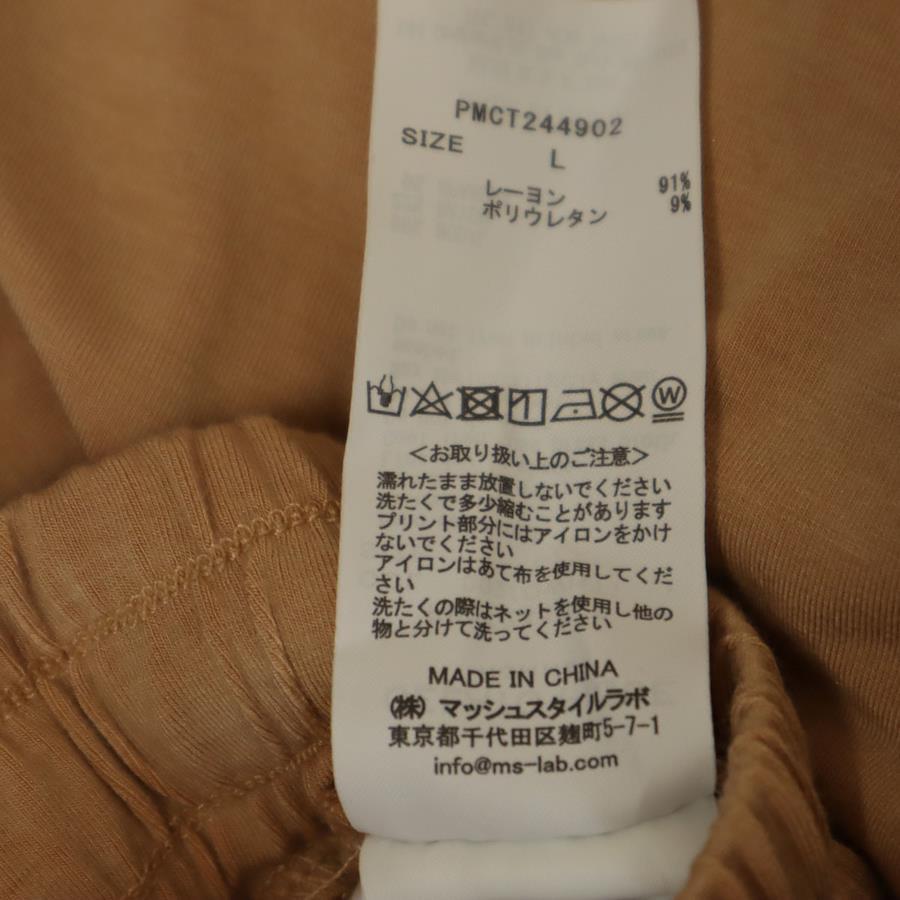 PMCT244902
SIZE L
レーヨン 91%
ポリウレタン 9%
W
<お取り扱い上のご注意>
濡れたまま放置しないでください
洗たくで多少縮むことがあります
プリント部分にはアイロンをかけ
ないでください
アイロンはあて布を使用してくだ
さい
洗たくの際はネットを使用し他の
物と分けて洗ってください
MADE IN CHINA
(株) マッシュスタイルラボ
東京都千代田区麹町5-7-1
info@ms-lab.com